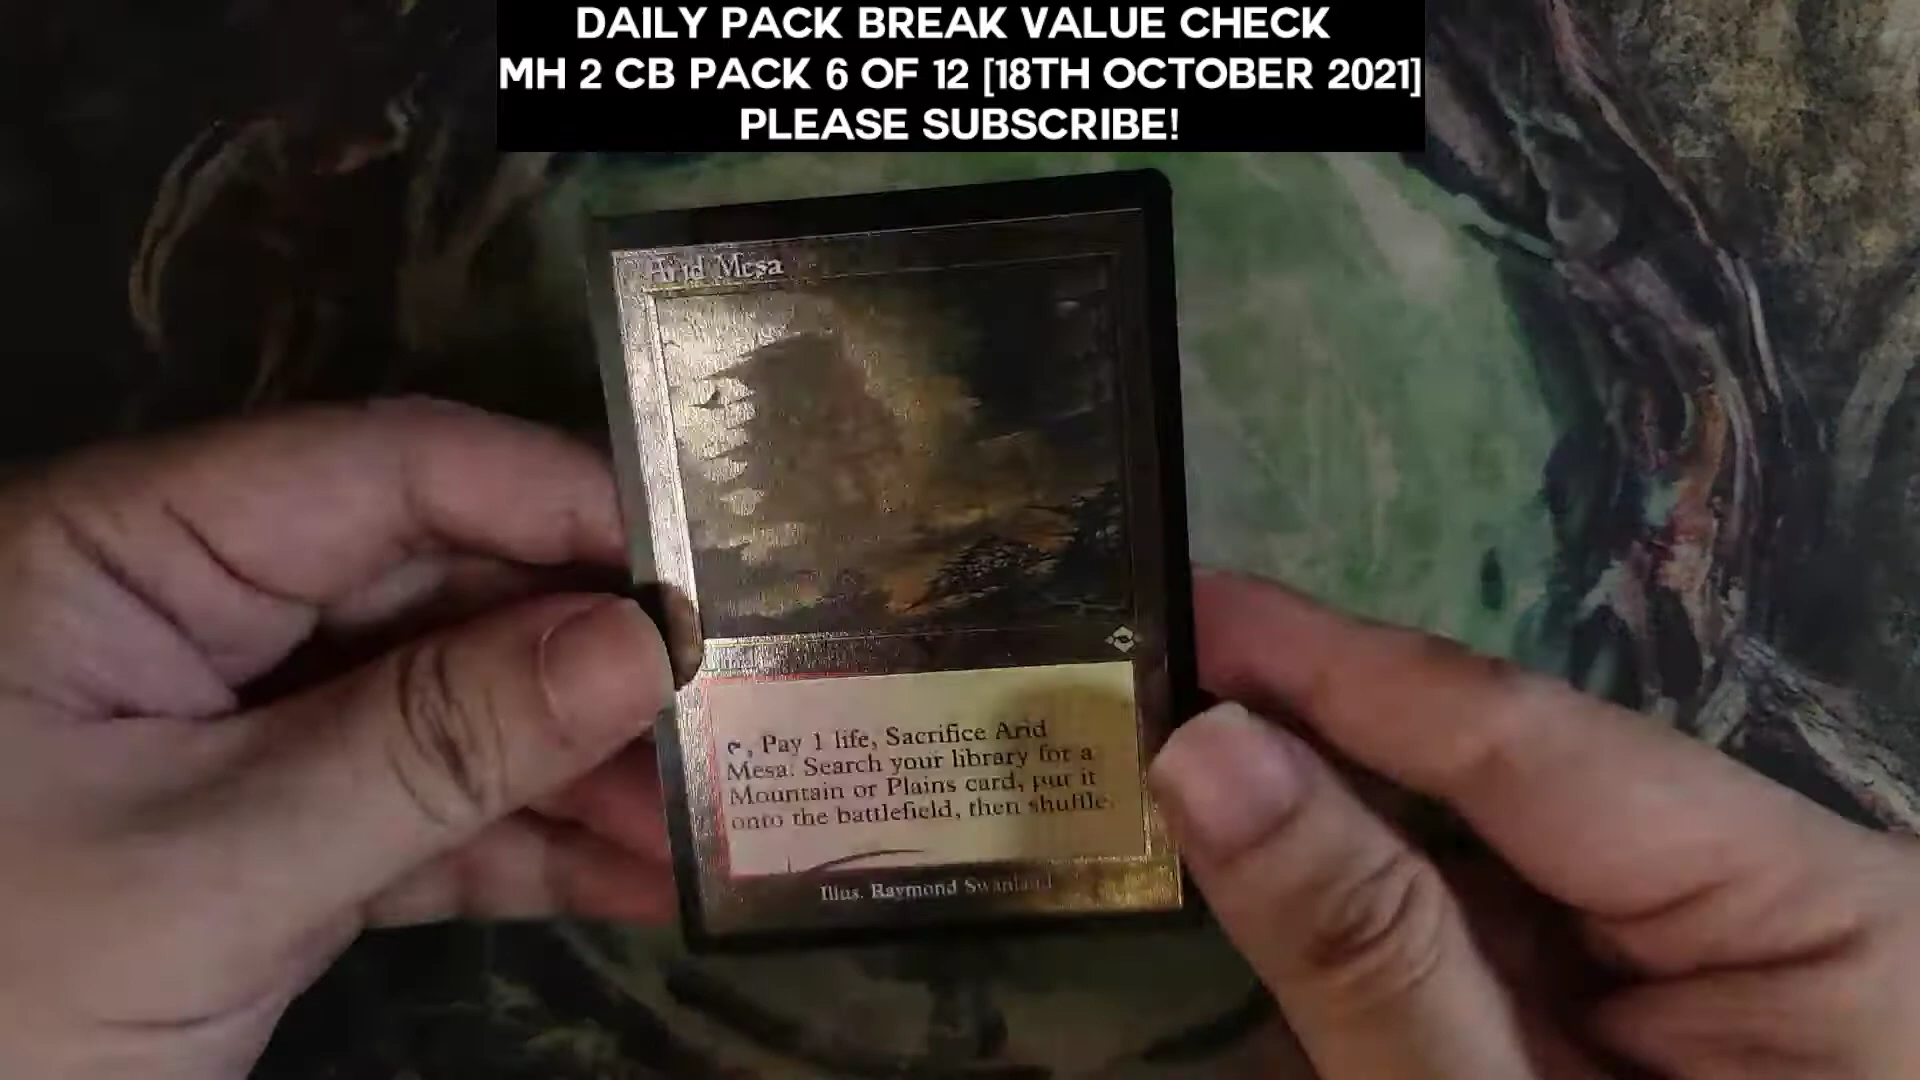 DAILY PACK BREAK VALUE CHECK
MH 2 CB PACK 6 OF 12 [18TH OCTOBER 2021]
PLEASE SUBSCRIBE!
Arid Mesa
, Pay 1 life, Sacrifice Arid
Mesa: Search your library for a
Mountain or Plains card, put it
onto the battlefield, then shuffle.
Illus. Raymond Swanland